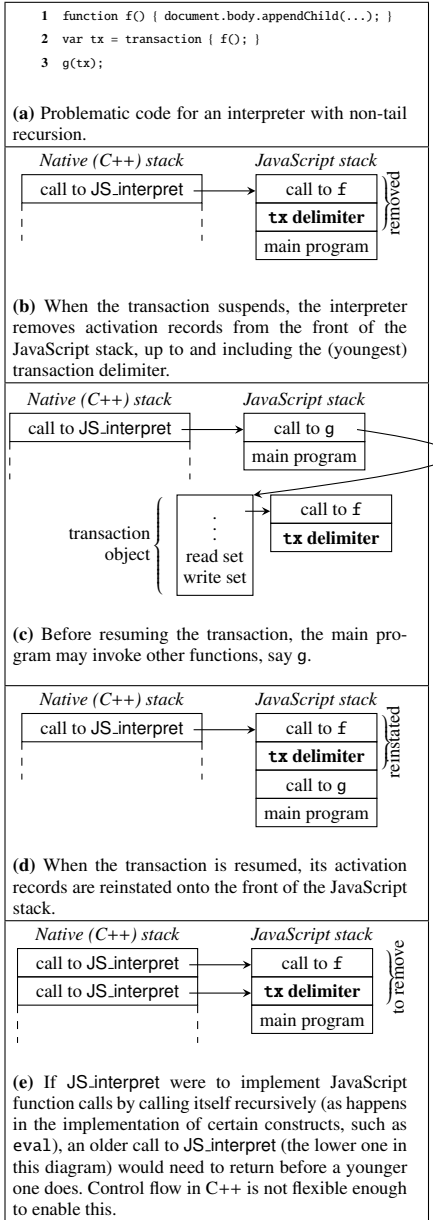 1 function f() { document.body.appendChild(...); }
2 var tx = transaction { f(); }
3 g(tx);
(a) Problematic code for an interpreter with non-tail
recursion.
Native (C++) stack JavaScript stack
call to JS_interpret call to f
tx delimiter
main program
removed
(b) When the transaction suspends, the interpreter
removes activation records from the front of the
JavaScript stack, up to and including the (youngest)
transaction delimiter.
Native (C++) stack JavaScript stack
call to JS_interpret call to g
main program
transaction
object
.
.
.
read set
write set
call to f
tx delimiter
(c) Before resuming the transaction, the main pro-
gram may invoke other functions, say g.
Native (C++) stack JavaScript stack
call to JS_interpret call to f
tx delimiter
call to g
main program
reinstated
(d) When the transaction is resumed, its activation
records are reinstated onto the front of the JavaScript
stack.
Native (C++) stack JavaScript stack
call to JS_interpret call to f
call to JS_interpret tx delimiter
main program
to remove
(e) If JS_interpret were to implement JavaScript
function calls by calling itself recursively (as happens
in the implementation of certain constructs, such as
eval), an older call to JS_interpret (the lower one in
this diagram) would need to return before a younger
one does. Control flow in C++ is not flexible enough
to enable this.